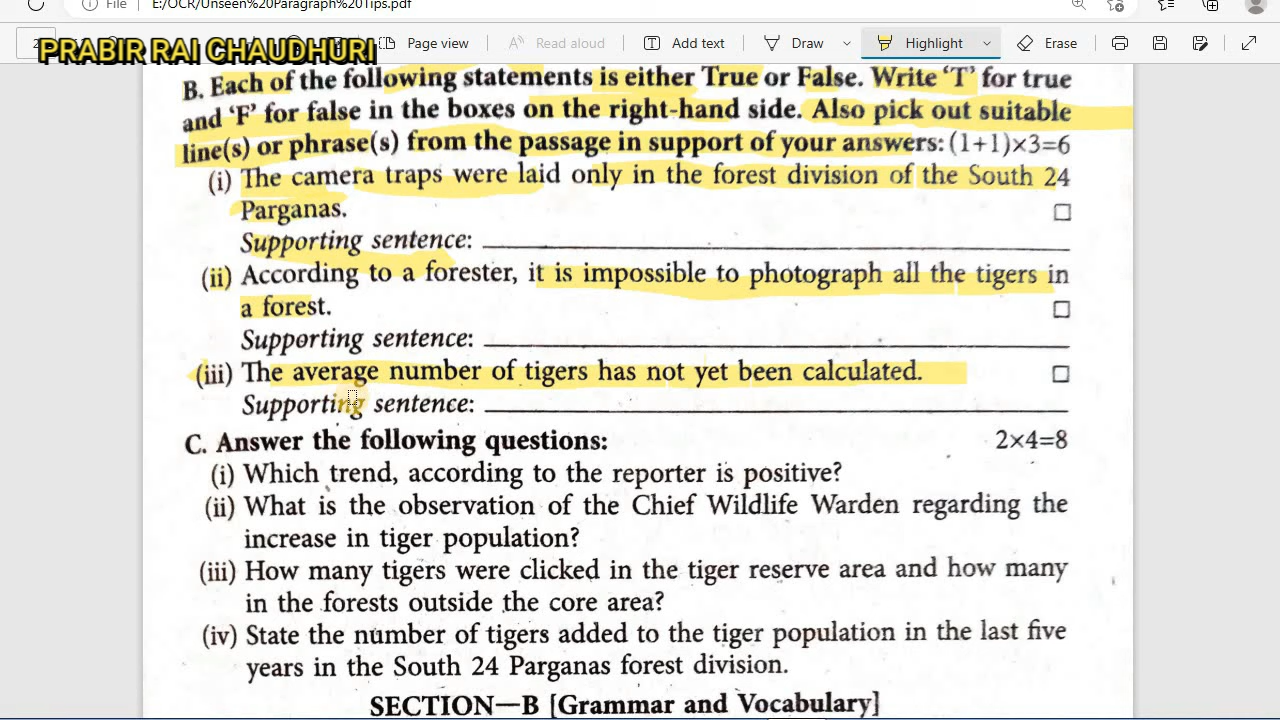 File E:/OCR/Unseen%20Paragraph%20Tips.pdf
PRABIR RAI CHAUDHURI
Page view Read aloud Add text Draw Highlight Erase
B. Each of the following statements is either True or False. Write ‘T’ for true
and ‘F’ for false in the boxes on the right-hand side. Also pick out suitable
line(s) or phrase(s) from the passage in support of your answers: (1+1)×3=6
(i) The camera traps were laid only in the forest division of the South 24
Parganas.
Supporting sentence:
(ii) According to a forester, it is impossible to photograph all the tigers in
a forest.
Supporting sentence:
(iii) The average number of tigers has not yet been calculated.
Supporting sentence:
C. Answer the following questions: 2×4=8
(i) Which trend, according to the reporter is positive?
(ii) What is the observation of the Chief Wildlife Warden regarding the
increase in tiger population?
(iii) How many tigers were clicked in the tiger reserve area and how many
in the forests outside the core area?
(iv) State the number of tigers added to the tiger population in the last five
years in the South 24 Parganas forest division.
SECTION—B [Grammar and Vocabulary]